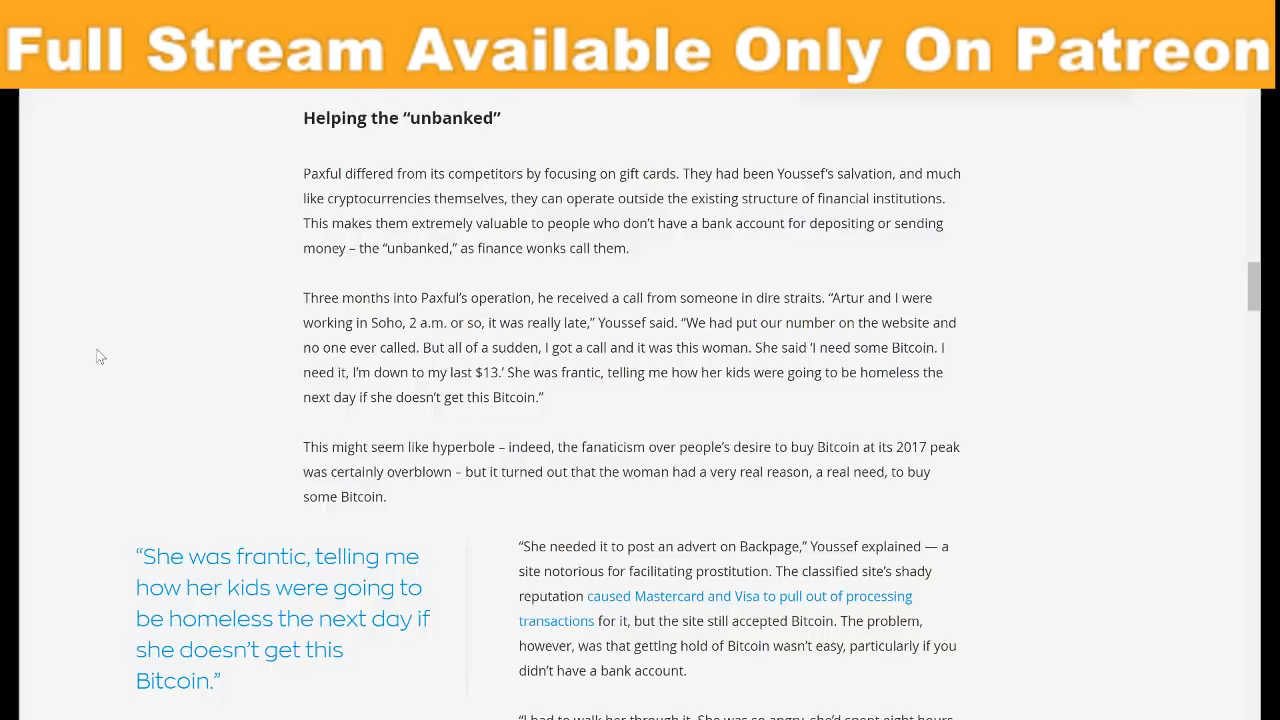 Full Stream Available Only On Patreon
Helping the “unbanked”
Paxful differed from its competitors by focusing on gift cards. They had been Youssef’s salvation, and much
like cryptocurrencies themselves, they can operate outside the existing structure of financial institutions.
This makes them extremely valuable to people who don’t have a bank account for depositing or sending
money – the “unbanked,” as finance wonks call them.
Three months into Paxful’s operation, he received a call from someone in dire straits. “Artur and I were
working in Soho, 2 a.m. or so, it was really late,” Youssef said. “We had put our number on the website and
no one ever called. But all of a sudden, I got a call and it was this woman. She said ‘I need some Bitcoin. I
need it, I’m down to my last $13.’ She was frantic, telling me how her kids were going to be homeless the
next day if she doesn’t get this Bitcoin.”
This might seem like hyperbole – indeed, the fanaticism over people’s desire to buy Bitcoin at its 2017 peak
was certainly overblown – but it turned out that the woman had a very real reason, a real need, to buy
some Bitcoin.
“She was frantic, telling me
how her kids were going to
be homeless the next day if
she doesn’t get this
Bitcoin.”
“She needed it to post an advert on Backpage,” Youssef explained — a
site notorious for facilitating prostitution. The classified site’s shady
reputation caused Mastercard and Visa to pull out of processing
transactions for it, but the site still accepted Bitcoin. The problem,
however, was that getting hold of Bitcoin wasn’t easy, particularly if you
didn’t have a bank account.
“I had to walk her through it. She was so angry, she’d spent eight hours